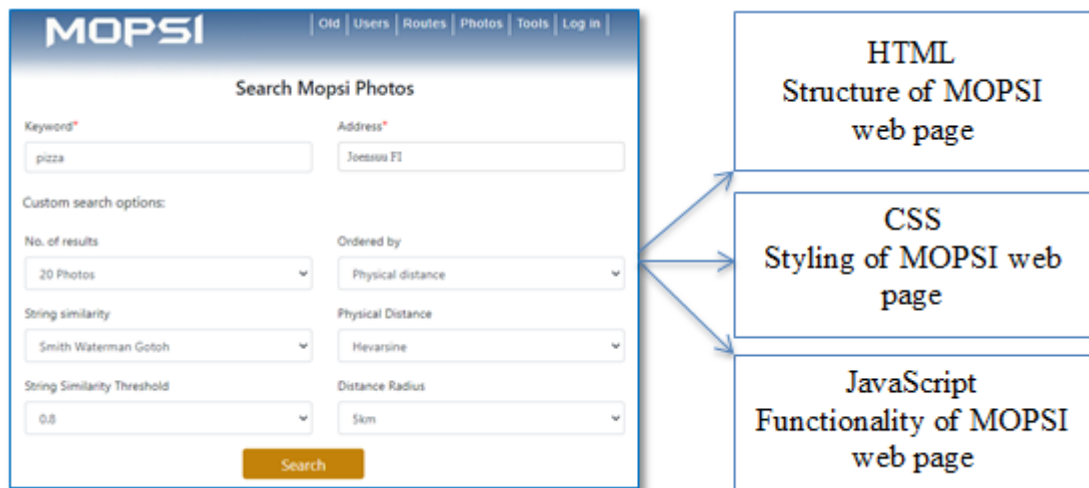 MOPSI
Old Users Routes Photos Tools Log in
Search Mopsi Photos
Keyword* Address*
pizza Joensuu FI
Custom search options:
No. of results Ordered by
20 Photos Physical distance
String similarity Physical Distance
Smith Waterman Gotoh Hevarsine
String Similarity Threshold Distance Radius
0.8 5km
Search
HTML
Structure of MOPSI
web page
CSS
Styling of MOPSI web
page
JavaScript
Functionality of MOPSI
web page